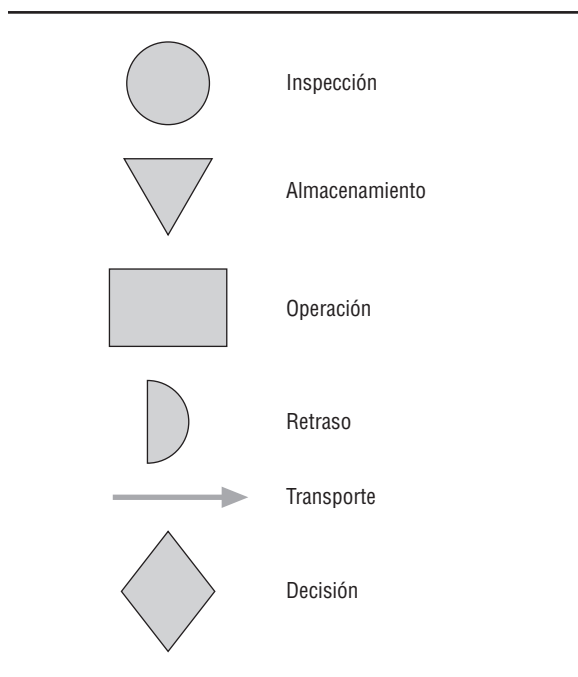 Inspección
Almacenamiento
Operación
Retraso
Transporte
Decisión